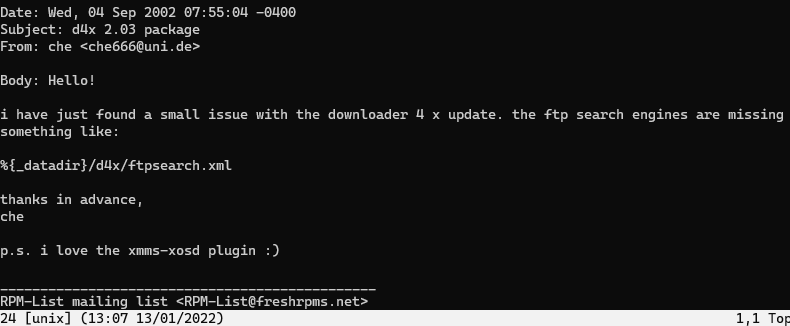 Date: Wed, 04 Sep 2002 07:55:04 -0400
Subject: d4x 2.03 package
From: che <che666@uni.de>
Body: Hello!
i have just found a small issue with the downloader 4 x update. the ftp search engines are missing
something like:
%{_datadir}/d4x/ftpsearch.xml
thanks in advance,
che
p.s. i love the xmms-xosd plugin :)
_______________________________________________
RPM-List mailing list <RPM-List@freshrpms.net>
24 [unix] (13:07 13/01/2022) 1,1 Top